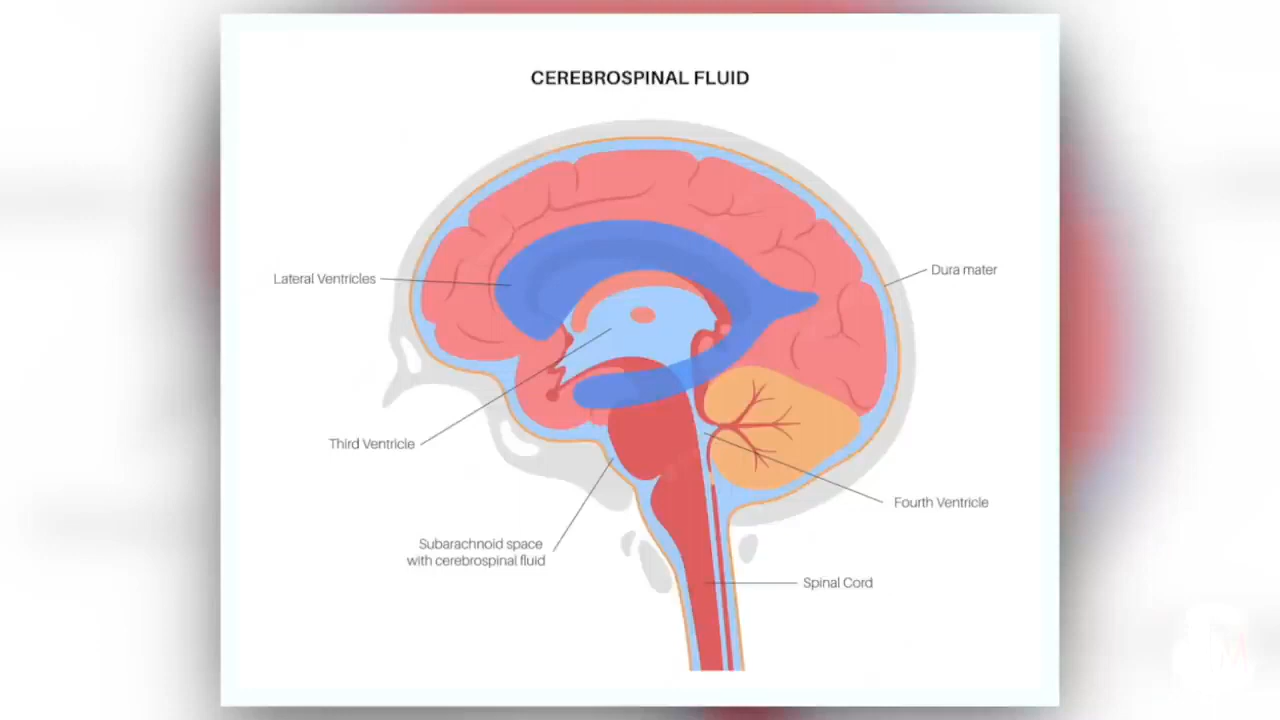 CEREBROSPINAL FLUID
Lateral Ventricles
Dura mater
Third Ventricle
Fourth Ventricle
Subarachnoid space
with cerebrospinal fluid
Spinal Cord